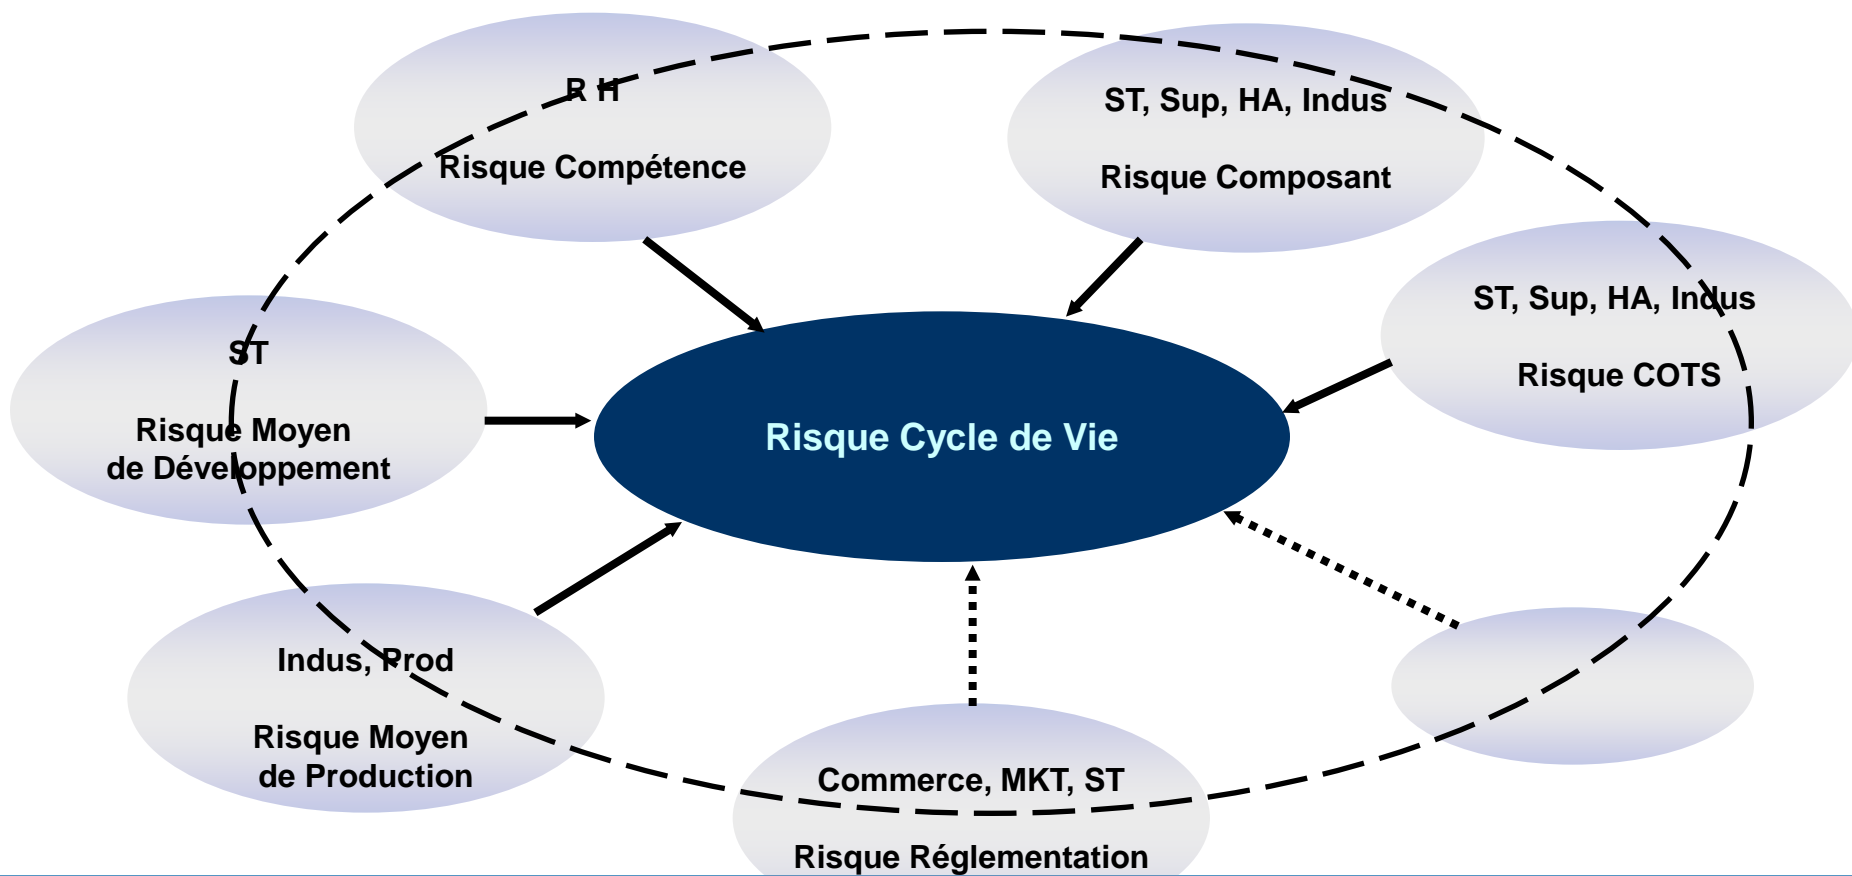 R H
Risque Compétence
ST, Sup, HA, Indus
Risque Composant
ST, Sup, HA, Indus
Risque COTS
ST
Risque Moyen
de Développement
Risque Cycle de Vie
Indus, Prod
Risque Moyen
de Production
Commerce, MKT, ST
Risque Réglementation